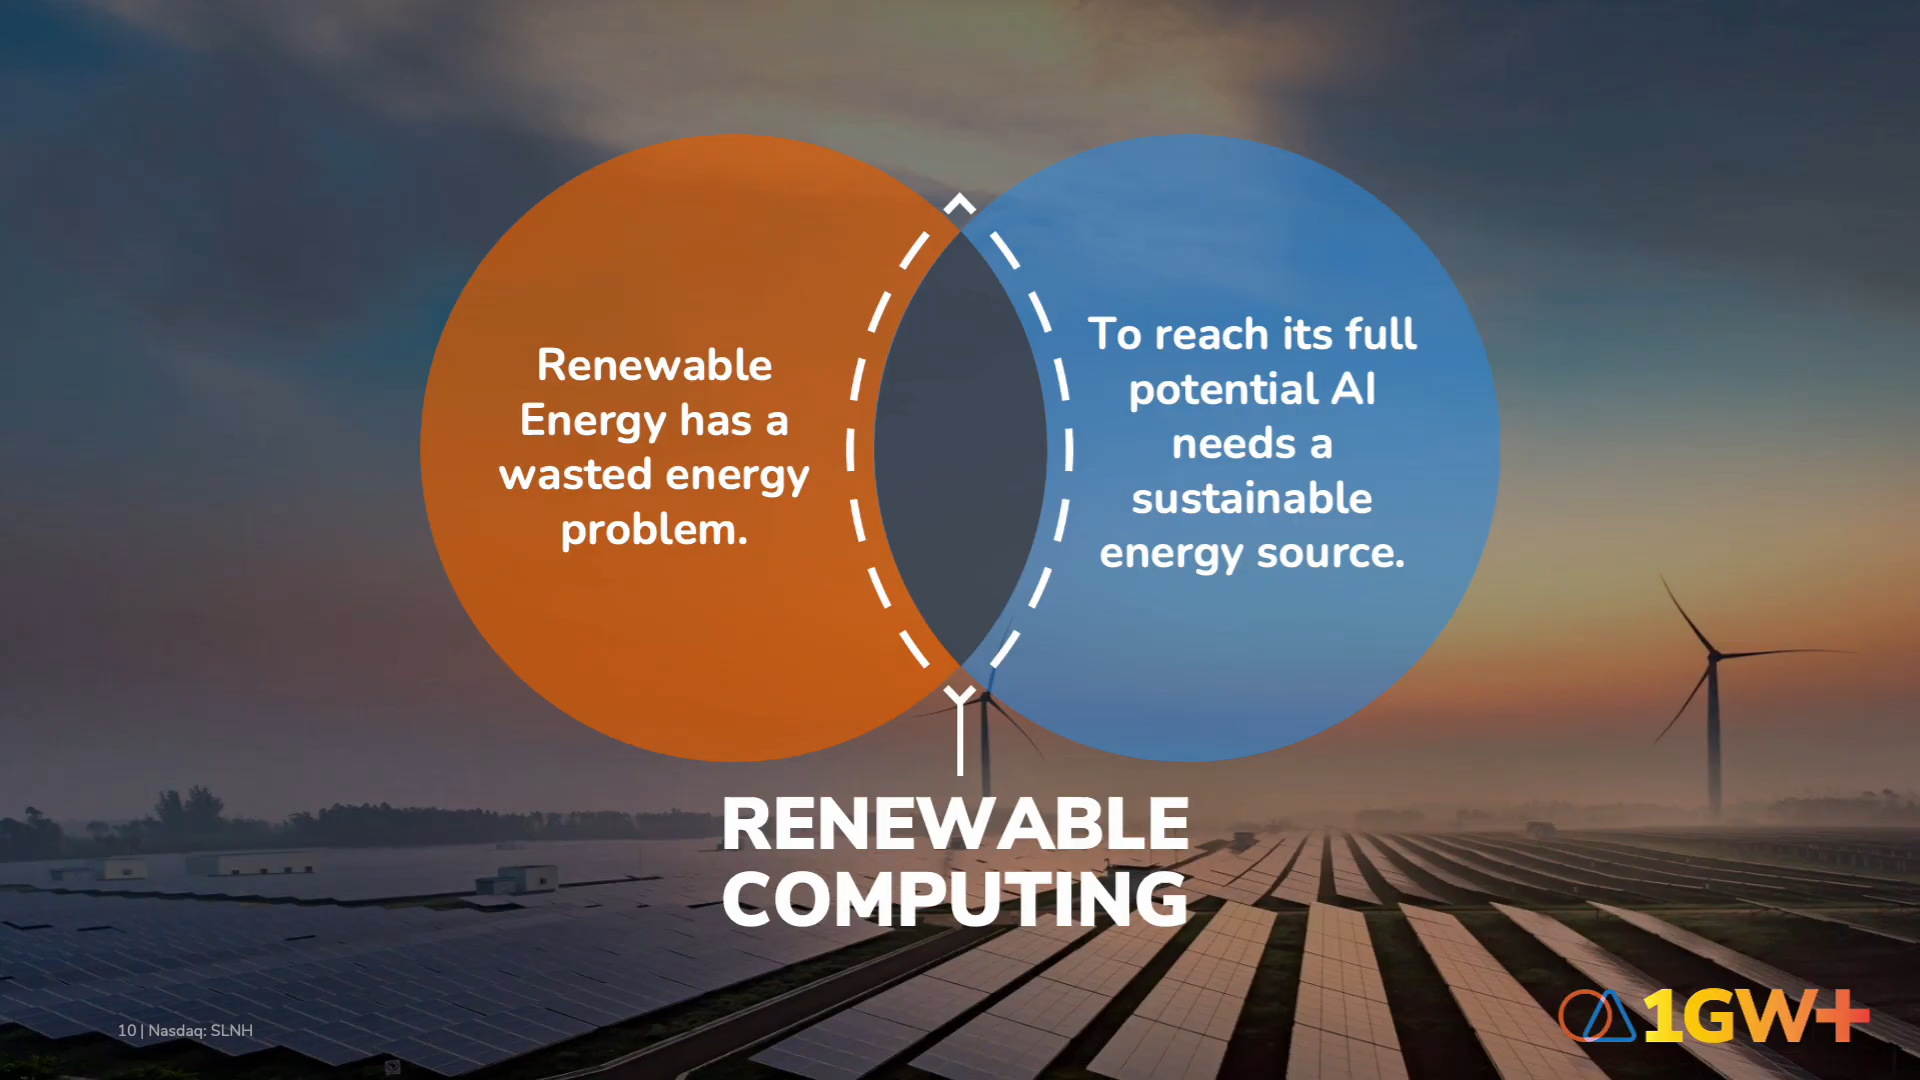 Renewable
Energy has a
wasted energy
problem.
To reach its full
potential AI
needs a
sustainable
energy source.
RENEWABLE
COMPUTING
10 | Nasdaq: SLNH
1GW+